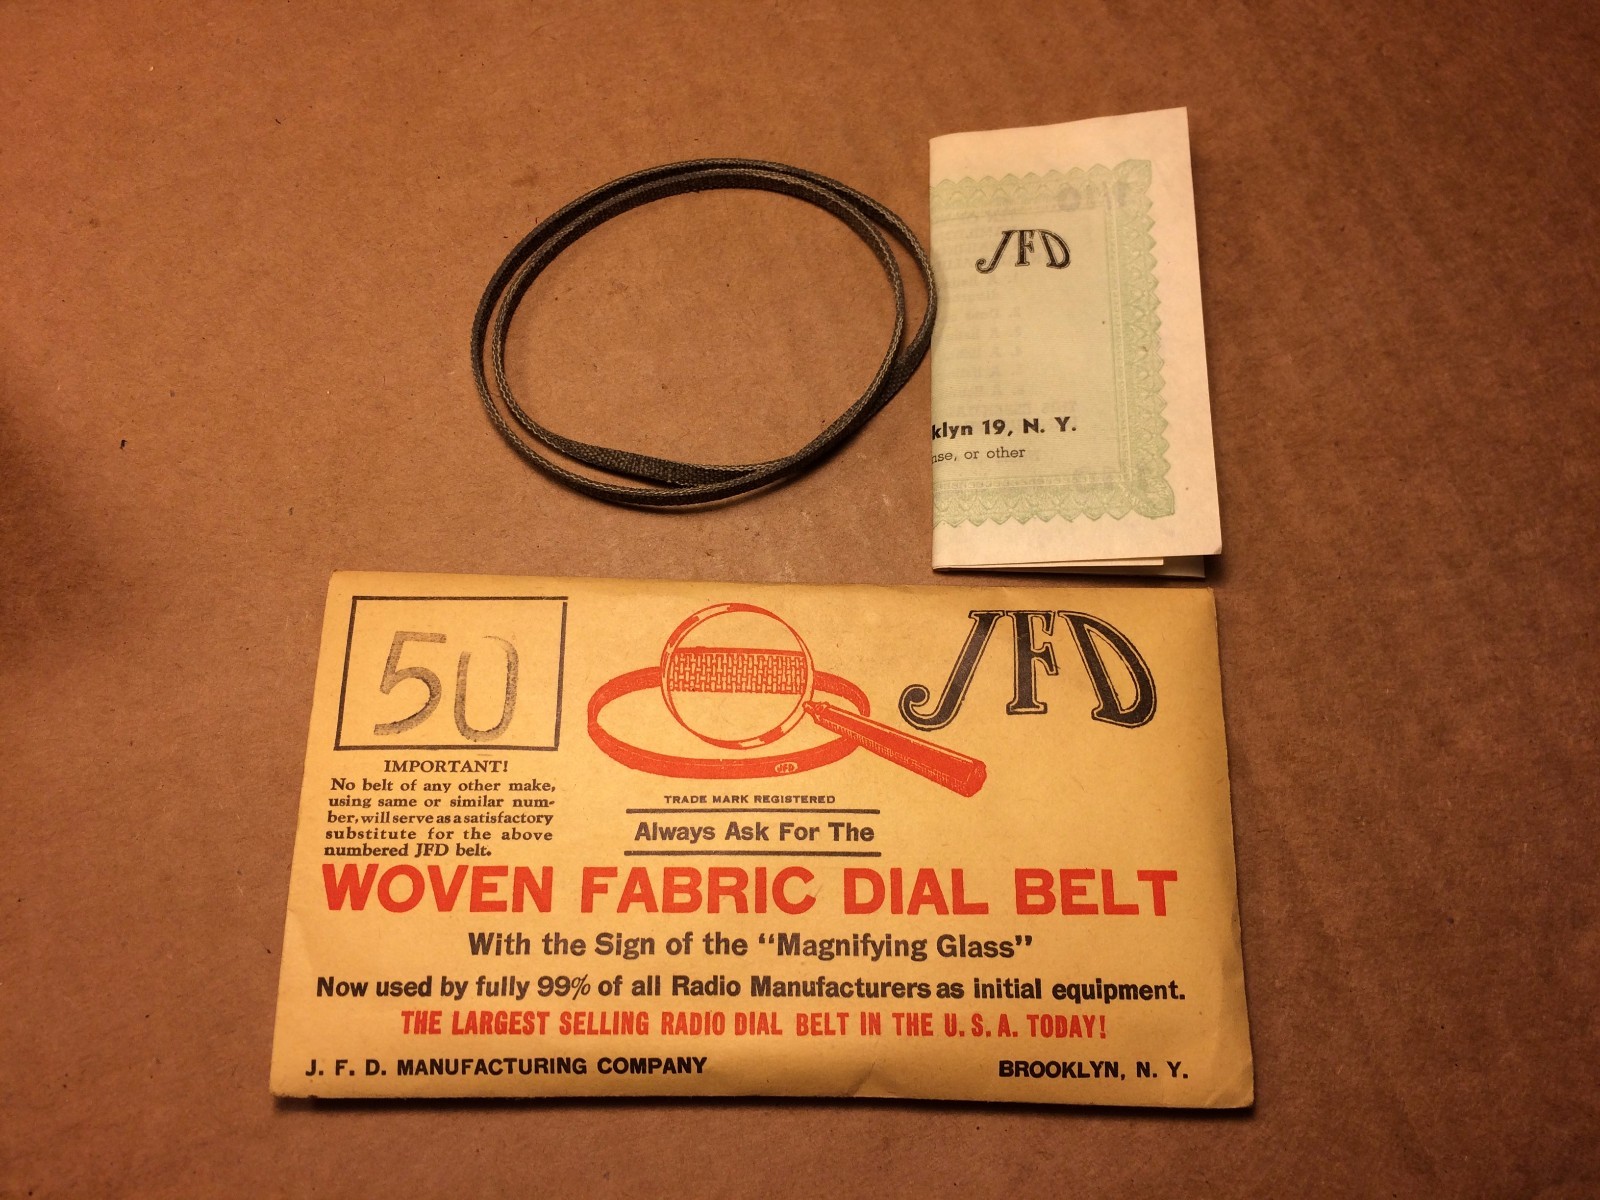 JFD
klyn 19, N. Y.
or other
50
JFD
JFD
IMPORTANT!
No belt of any other make,
using same or similar num-
ber, will serve as a satisfactory
substitute for the above
numbered JFD belt.
TRADE MARK REGISTERED
Always Ask For The
WOVEN FABRIC DIAL BELT
With the Sign of the “Magnifying Glass”
Now used by fully 99% of all Radio Manufacturers as initial equipment.
THE LARGEST SELLING RADIO DIAL BELT IN THE U. S. A. TODAY!
J. F. D. MANUFACTURING COMPANY
BROOKLYN, N. Y.